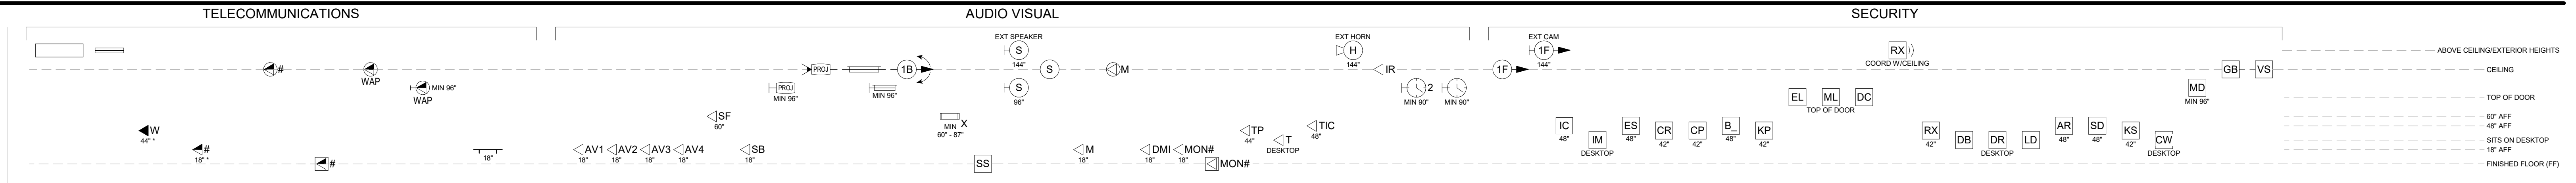 TELECOMMUNICATIONS
AUDIO VISUAL
SECURITY
EXT SPEAKER
EXT HORN
EXT CAM
S
144"
H
144"
1F
144"
RX
COORD W/CEILING
ABOVE CEILING/EXTERIOR HEIGHTS
#
WAP
PROJ
1B
S
M
IR
1F
GB
VS
CEILING
WAP
MIN 96"
PROJ
MIN 96"
MIN 96"
S
96"
2
MIN 90"
MIN 90"
MD
MIN 96"
EL
ML
DC
TOP OF DOOR
TOP OF DOOR
SF
60"
X
MIN
60" - 87"
60" AFF
W
44" *
TP
44"
T
DESKTOP
TIC
48"
IC
48"
IM
DESKTOP
ES
48"
CR
42"
CP
42"
B_
48"
KP
42"
RX
42"
DB
DR
DESKTOP
LD
AR
48"
SD
48"
KS
42"
CW
DESKTOP
48" AFF
SITS ON DESKTOP
#
18" *
18"
AV1
18"
AV2
18"
AV3
18"
AV4
18"
SB
18"
M
18"
DMI
18"
MON#
18"
18" AFF
#
SS
MON#
FINISHED FLOOR (FF)